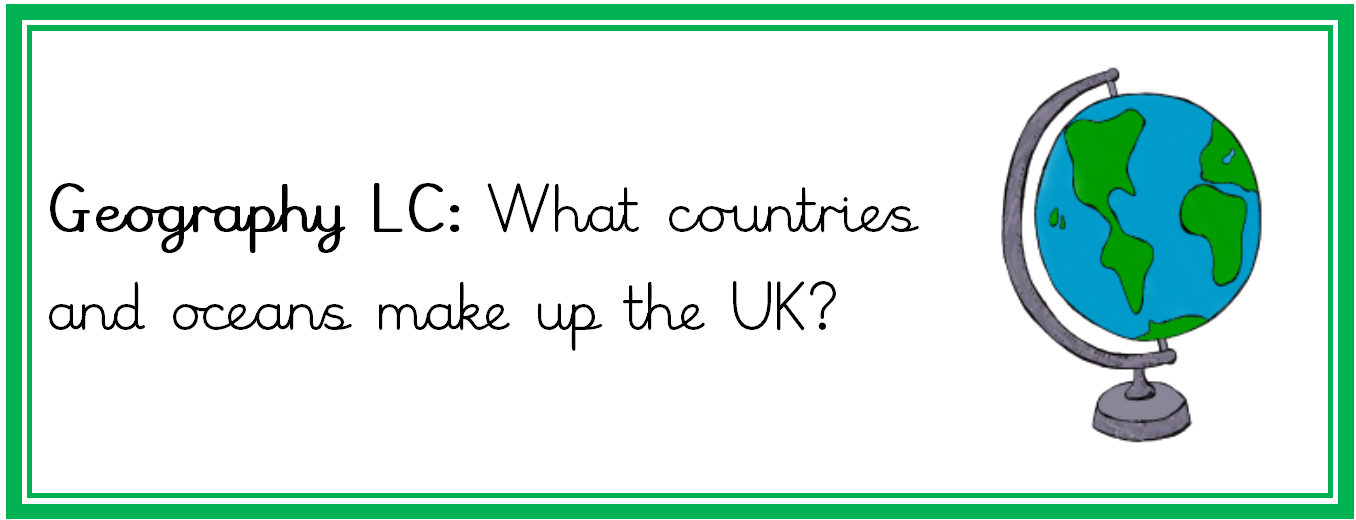 Geography LC: What countries
and oceans make up the UK?